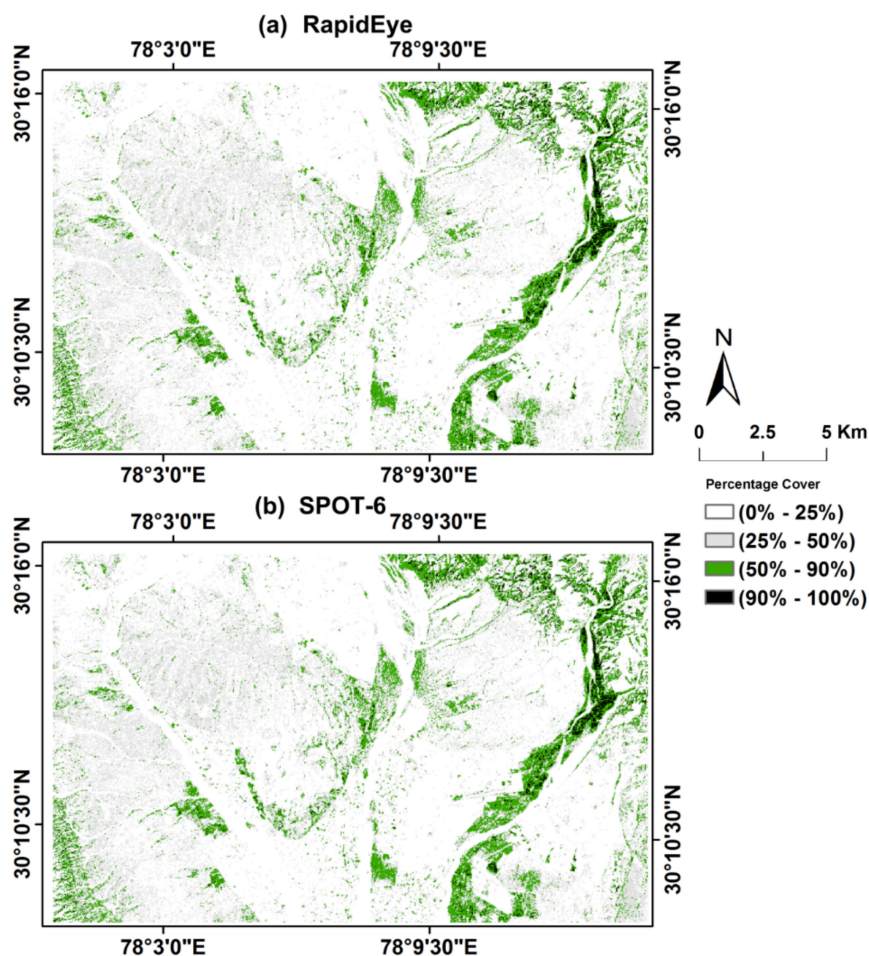 (a) RapidEye
78°3'0"E 78°9'30"E
30°16'0"N 30°16'0"N
30°10'30"N 30°10'30"N
78°3'0"E 78°9'30"E
N
0 2.5 5 Km
Percentage Cover
(0% - 25%)
(25% - 50%)
(50% - 90%)
(90% - 100%)
(b) SPOT-6
78°3'0"E 78°9'30"E
30°16'0"N 30°16'0"N
30°10'30"N 30°10'30"N
78°3'0"E 78°9'30"E